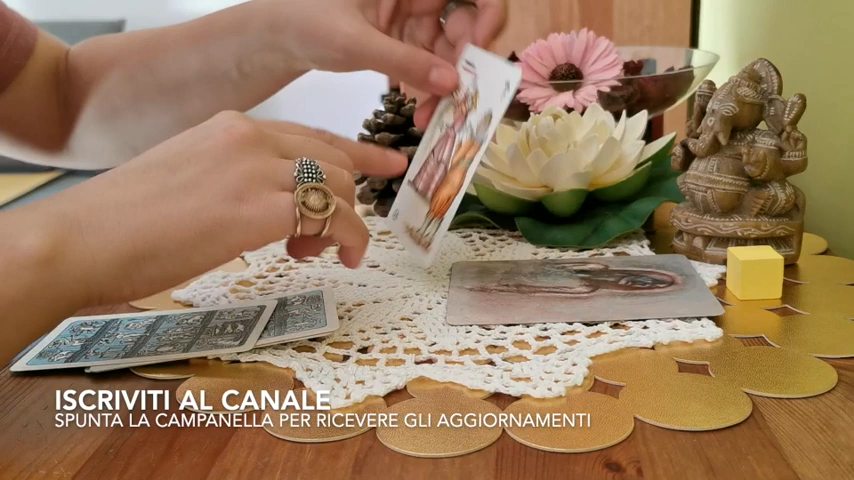 ISCRIVITI AL CANALE
SPUNTA LA CAMPANELLA PER RICEVERE GLI AGGIORNAMENTI